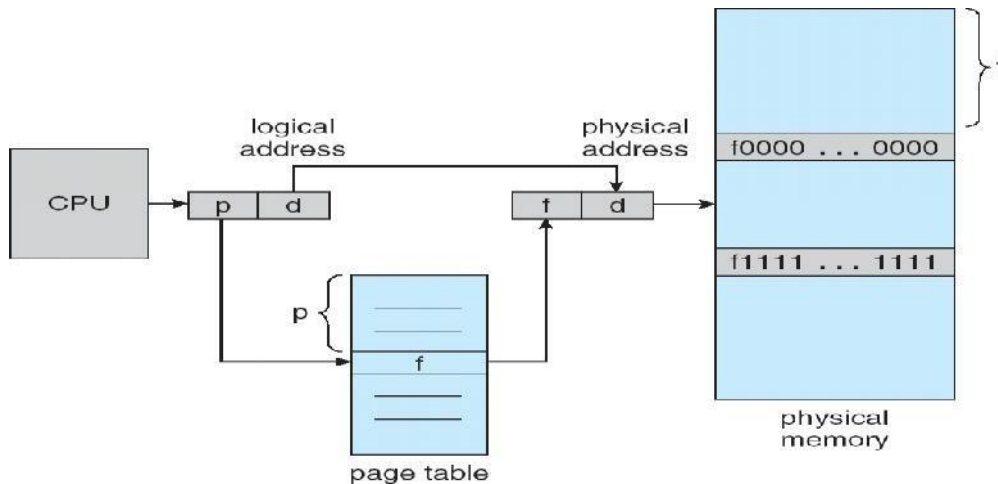 logical
address
physical
address
CPU
p
d
f
d
f0000 . . . 0000
f1111 . . . 1111
p
f
page table
physical
memory